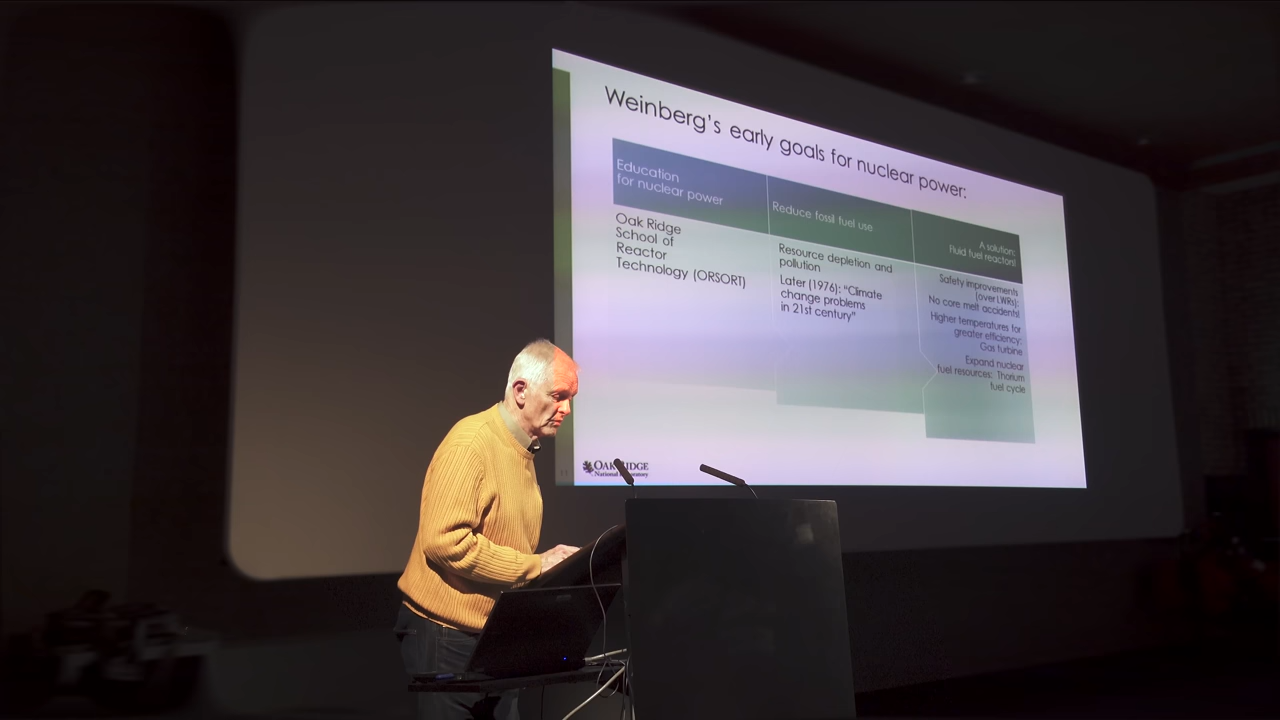 Weinberg's early goals for nuclear power:
Education
for nuclear power
Oak Ridge
School of
Reactor
Technology (ORSORT)
Reduce fossil fuel use
Resource depletion and
pollution
Later (1976): "Climate
change problems
in 21st century"
A solution:
Fluid fuel reactors!
Safety improvements
(over LWRs):
No core melt accidents!
Higher temperatures for
greater efficiency:
Gas turbine
Expand nuclear
fuel resources: Thorium
fuel cycle
OAK RIDGE
National Laboratory